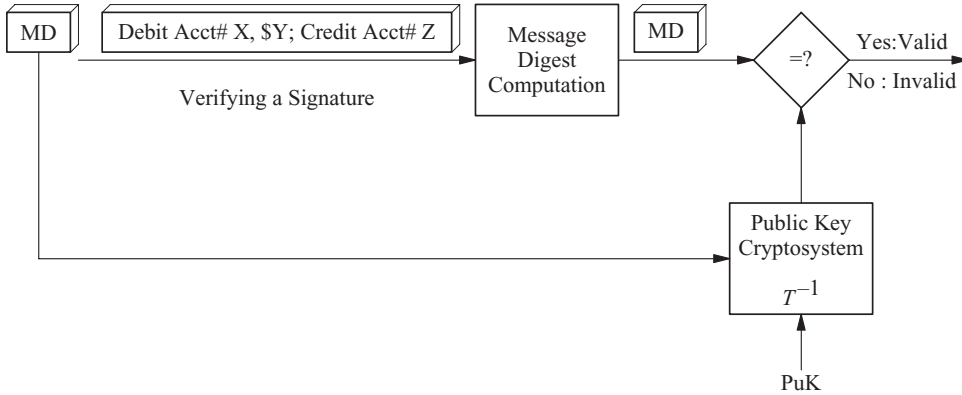 MD
Debit Acct# X, $Y; Credit Acct# Z
Verifying a Signature
Message
Digest
Computation
MD
=?
Yes:Valid
No : Invalid
Public Key
Cryptosystem
T⁻¹
PuK